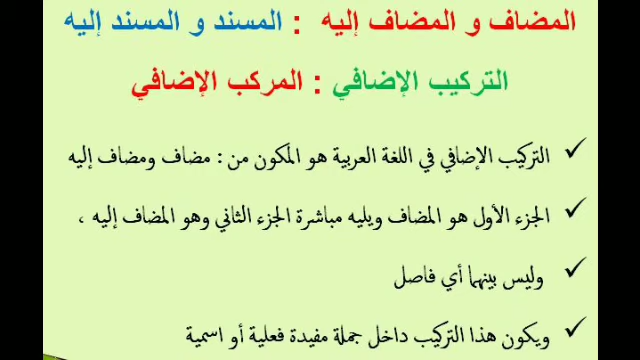 المضاف و المضاف إليه : المسند و المسند إليه
التركيب الإضافي : المركب الإضافي
التركيب الإضافي في اللغة العربية هو المكون من : مضاف ومضاف إليه
الجزء الأول هو المضاف ويليه مباشرة الجزء الثاني وهو المضاف إليه ،
وليس بينهما أي فاصل
ويكون هذا التركيب داخل جملة مفيدة فعلية أو اسمية